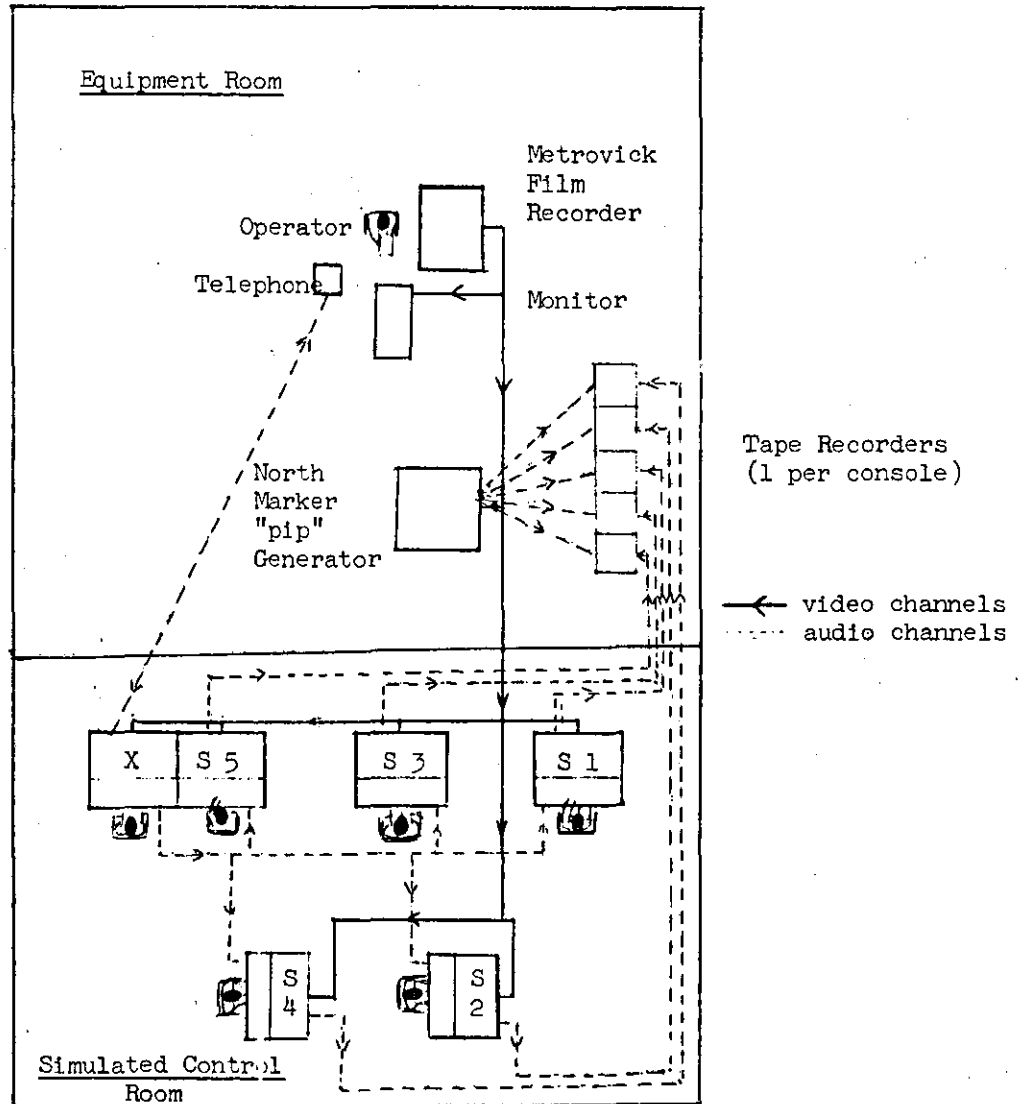 Equipment Room
Metrovick
Film
Recorder
Operator
Telephone
Monitor
Tape Recorders
(1 per console)
North
Marker
"pip"
Generator
video channels
audio channels
X
S 5
S 3
S 1
S
4
S
2
Simulated Control
Room